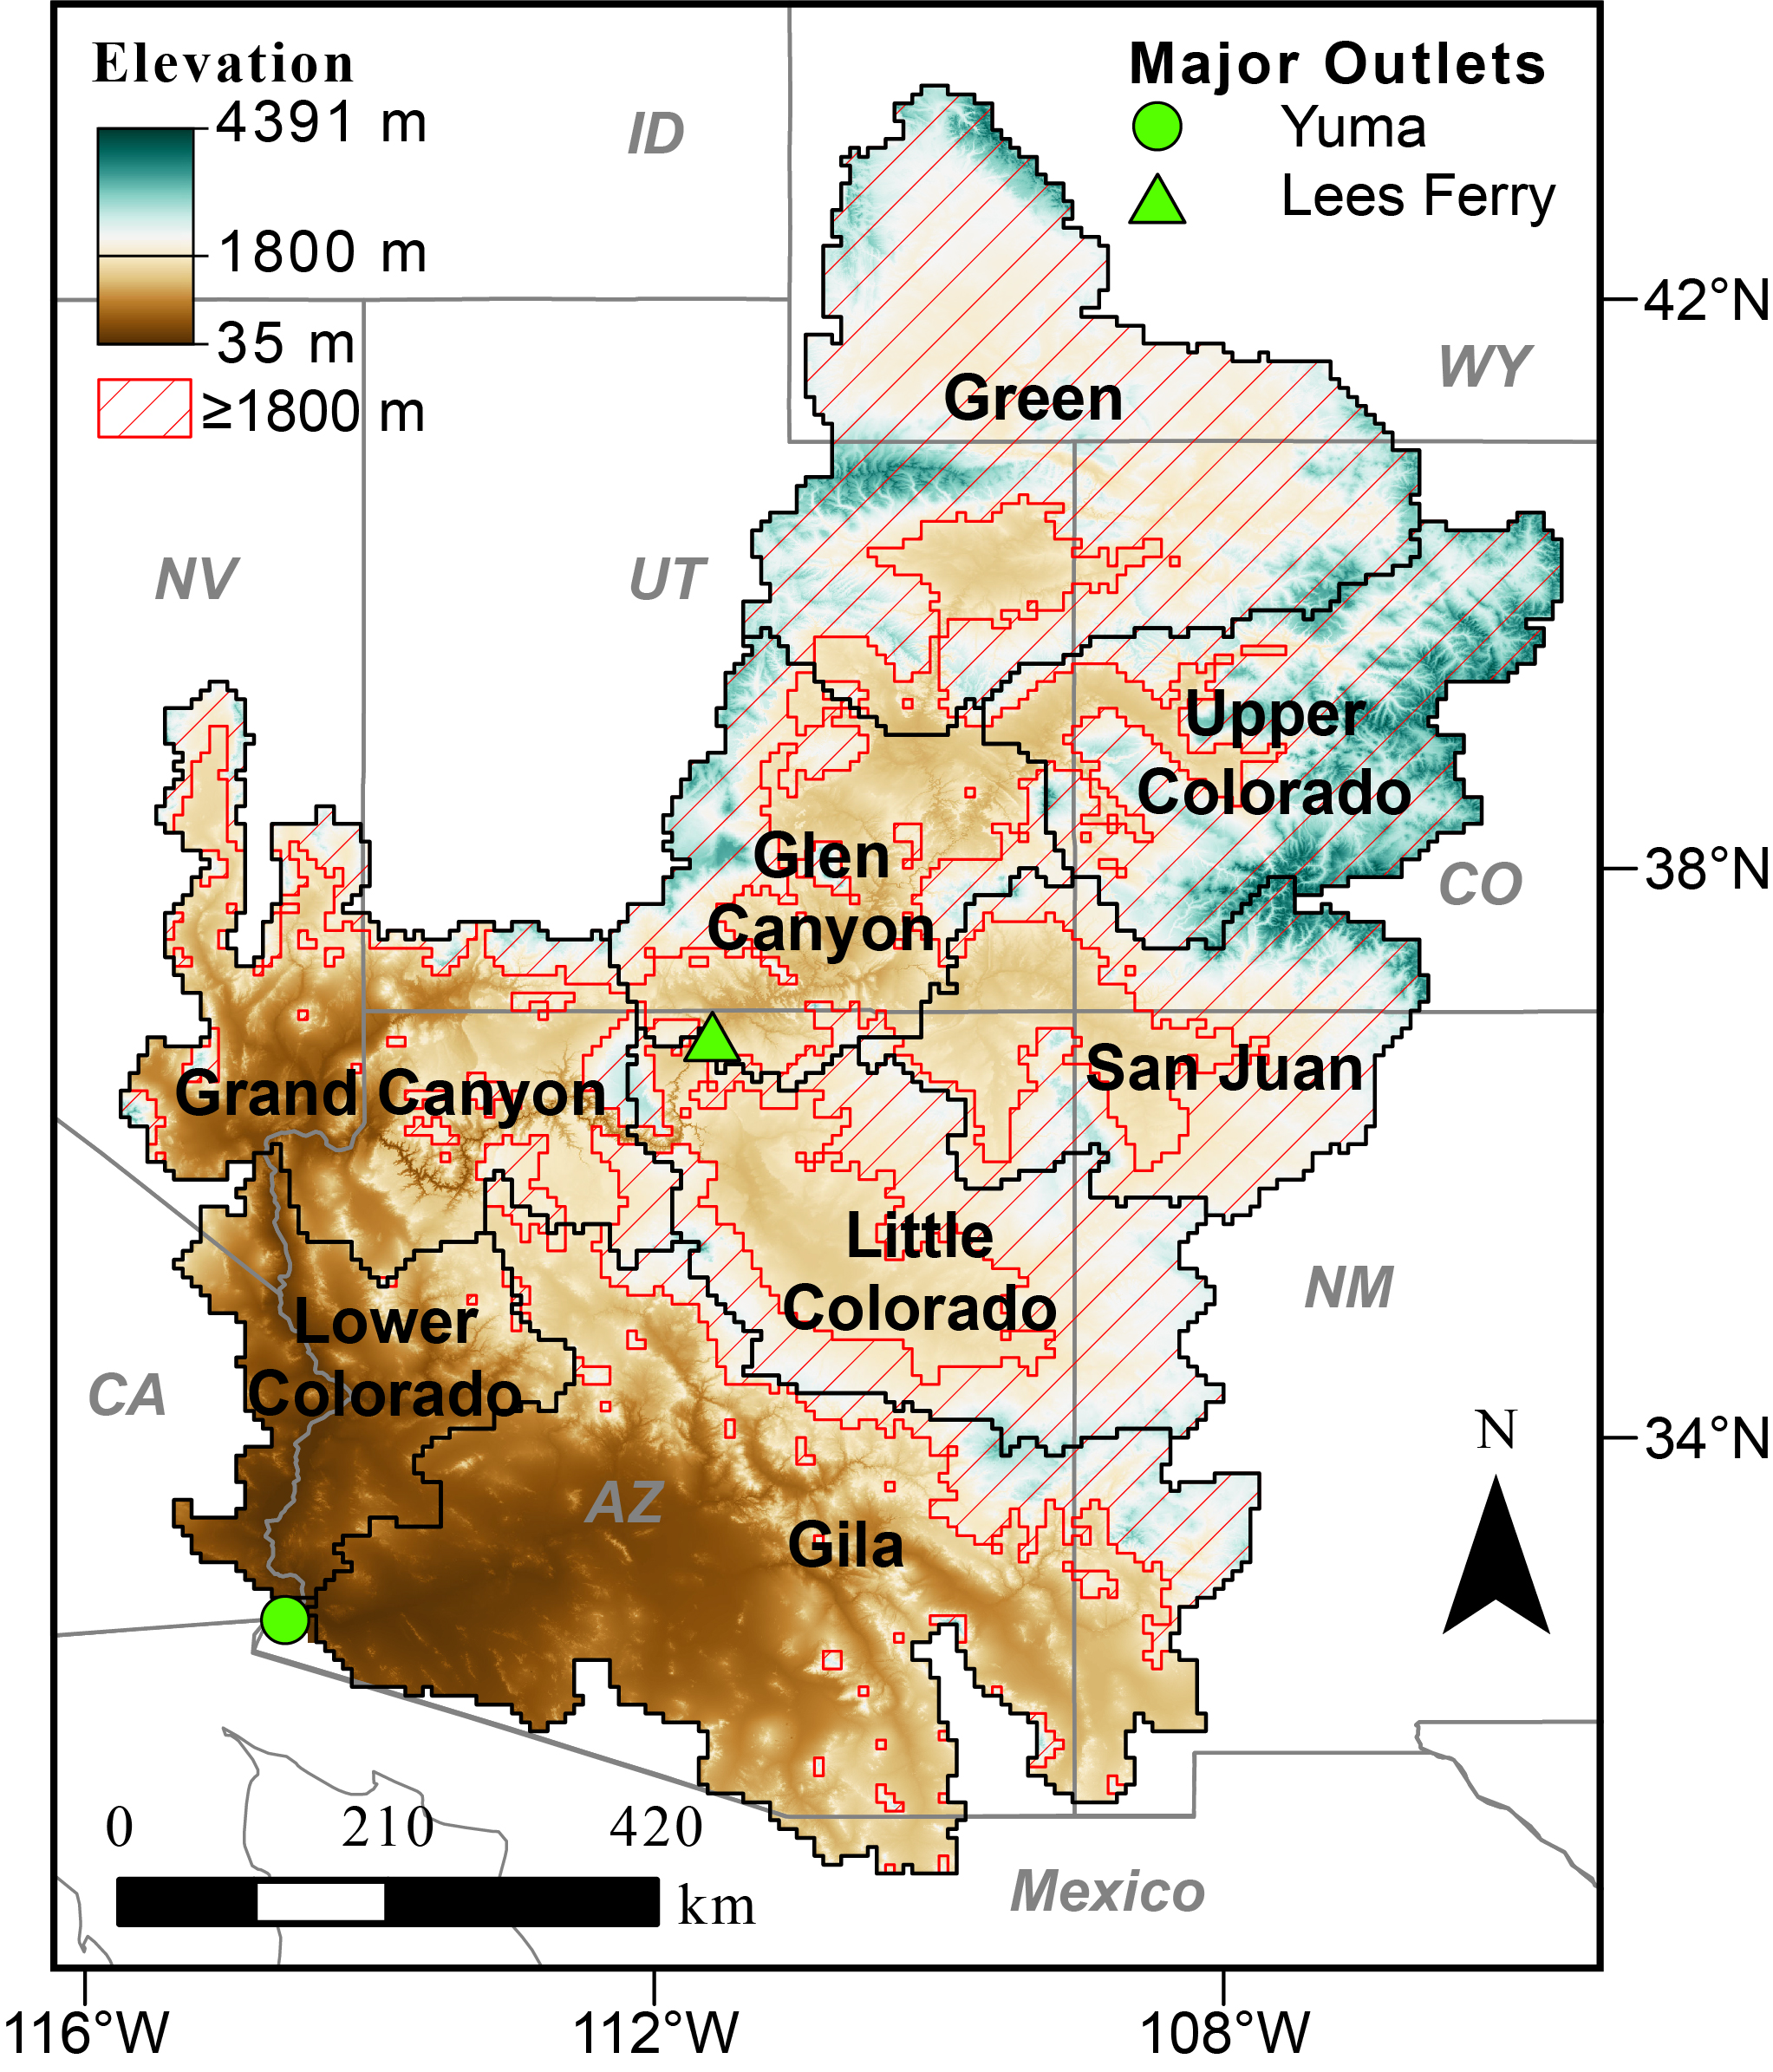 Elevation
4391 m
1800 m
35 m
≥1800 m
Major Outlets
Yuma
Lees Ferry
ID
42°N
WY
Green
NV
UT
Upper
Colorado
Glen
Canyon
38°N
CO
San Juan
Grand Canyon
Little
Colorado
NM
Lower
Colorado
CA
34°N
N
AZ
Gila
0 210 420
km
Mexico
116°W 112°W 108°W